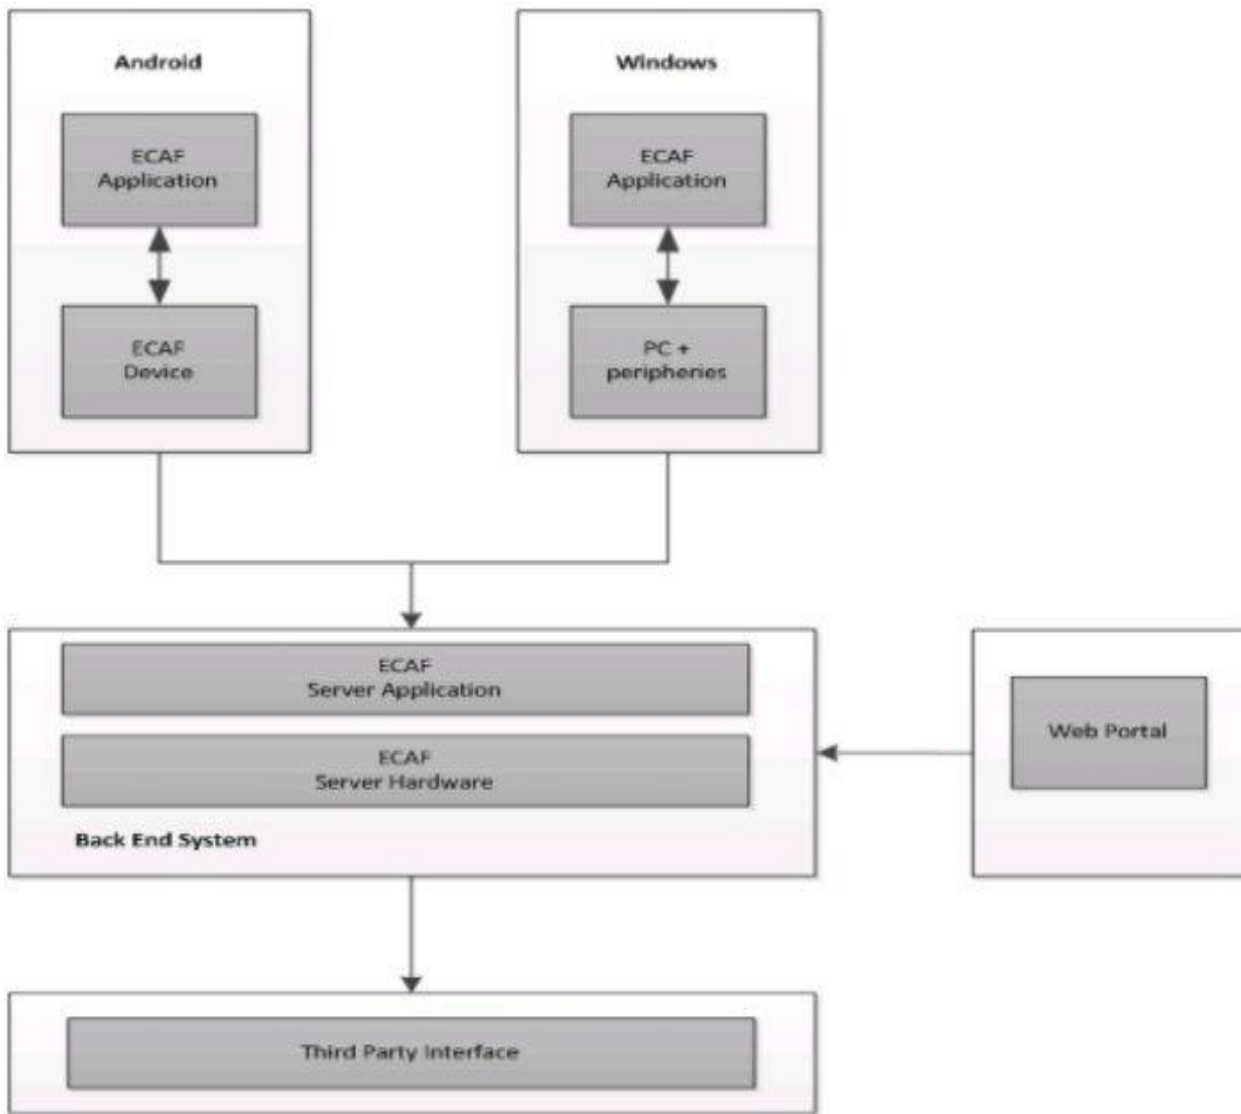 Android
ECAF
Application
ECAF
Device
Windows
ECAF
Application
PC +
peripheries
ECAF
Server Application
ECAF
Server Hardware
Back End System
Web Portal
Third Party Interface